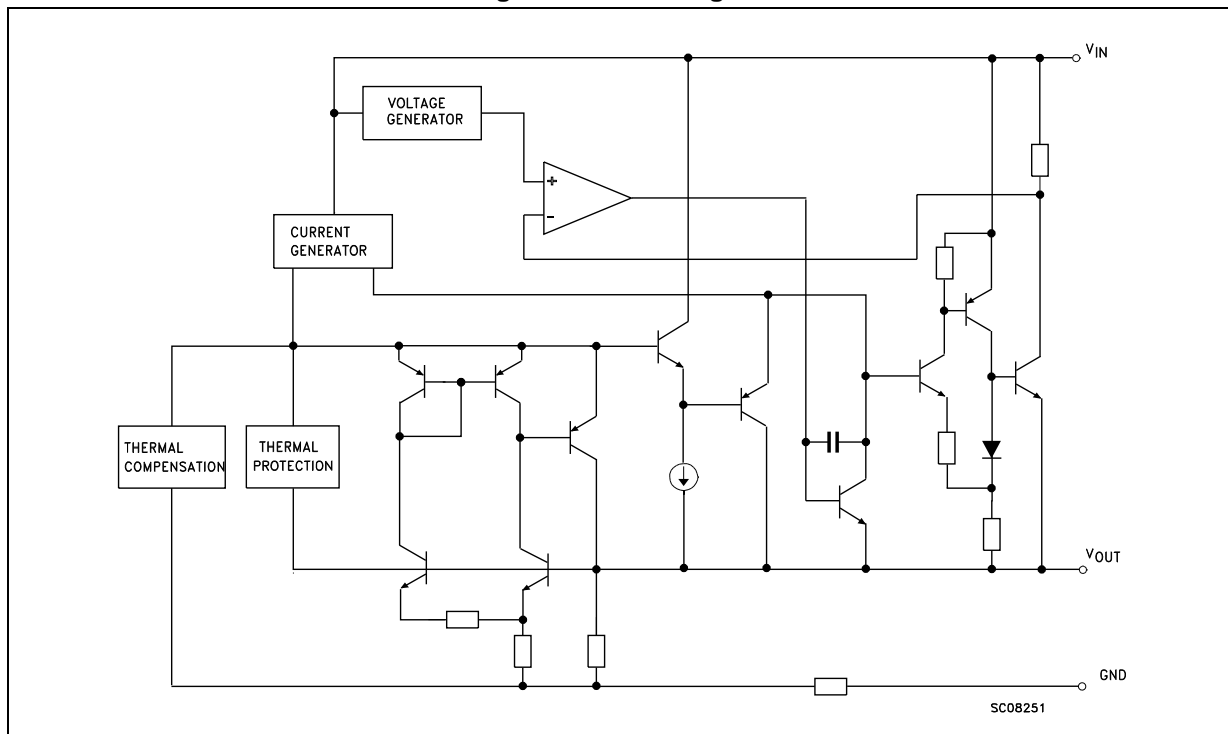 VIN
VOLTAGE
GENERATOR
+
-
CURRENT
GENERATOR
THERMAL
COMPENSATION
THERMAL
PROTECTION
VOUT
GND
SC08251